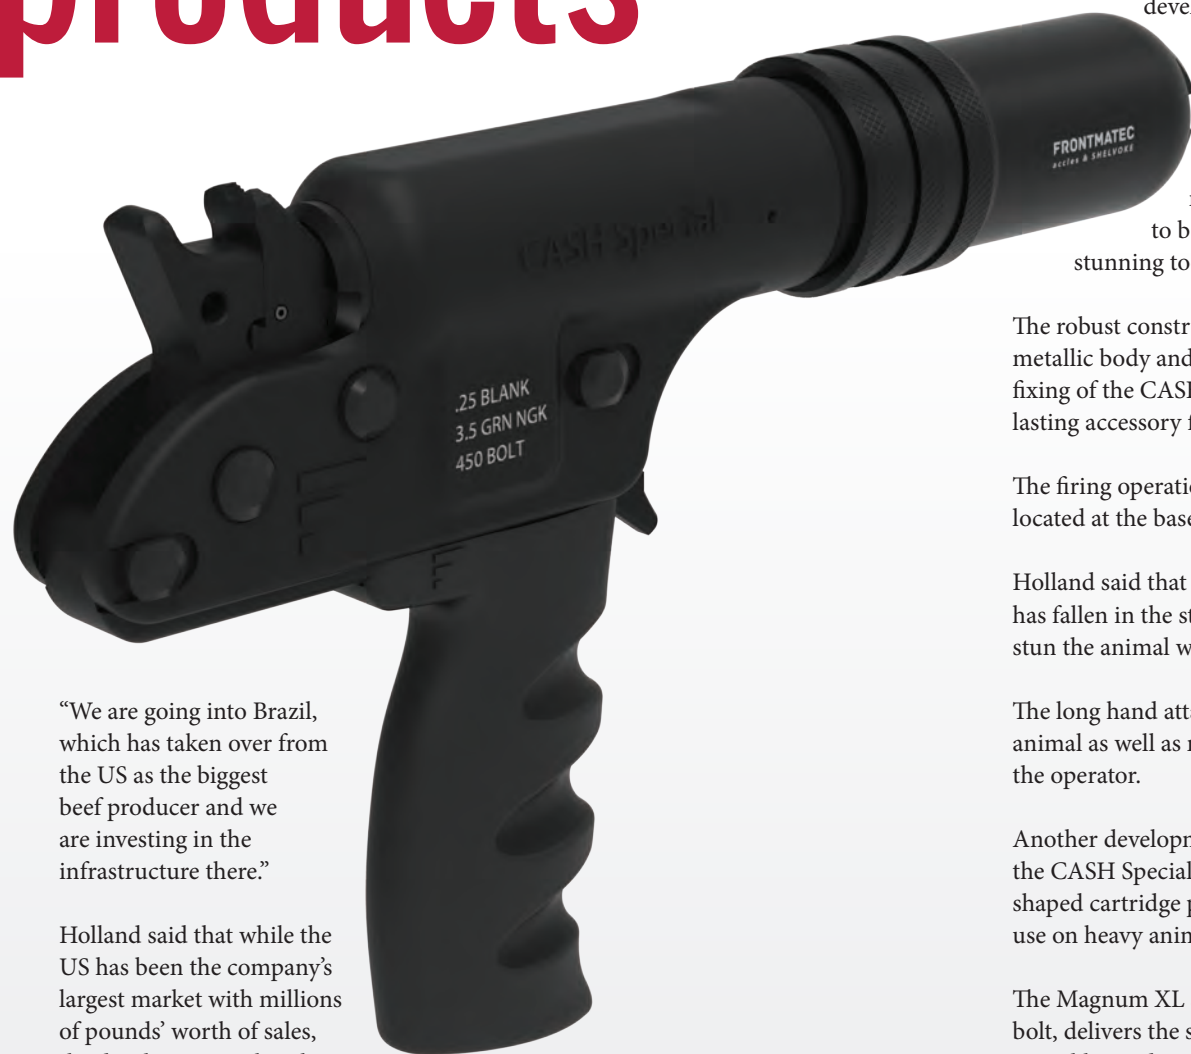 products
FRONTMATEC
accles & SHELVOKE
CASH Special
.25 BLANK
3.5 GRN NGK
450 BOLT
“We are going into Brazil,
which has taken over from
the US as the biggest
beef producer and we
are investing in the
infrastructure there.”
Holland said that while the
US has been the company’s
largest market with millions
of pounds’ worth of sales,
to b
stunning to
The robust constr
metallic body and
fixing of the CASH
lasting accessory f
The firing operatio
located at the base
Holland said that
has fallen in the st
stun the animal w
The long hand atta
animal as well as r
the operator.
Another developm
the CASH Special
shaped cartridge p
use on heavy anim
The Magnum XL
bolt, delivers the s